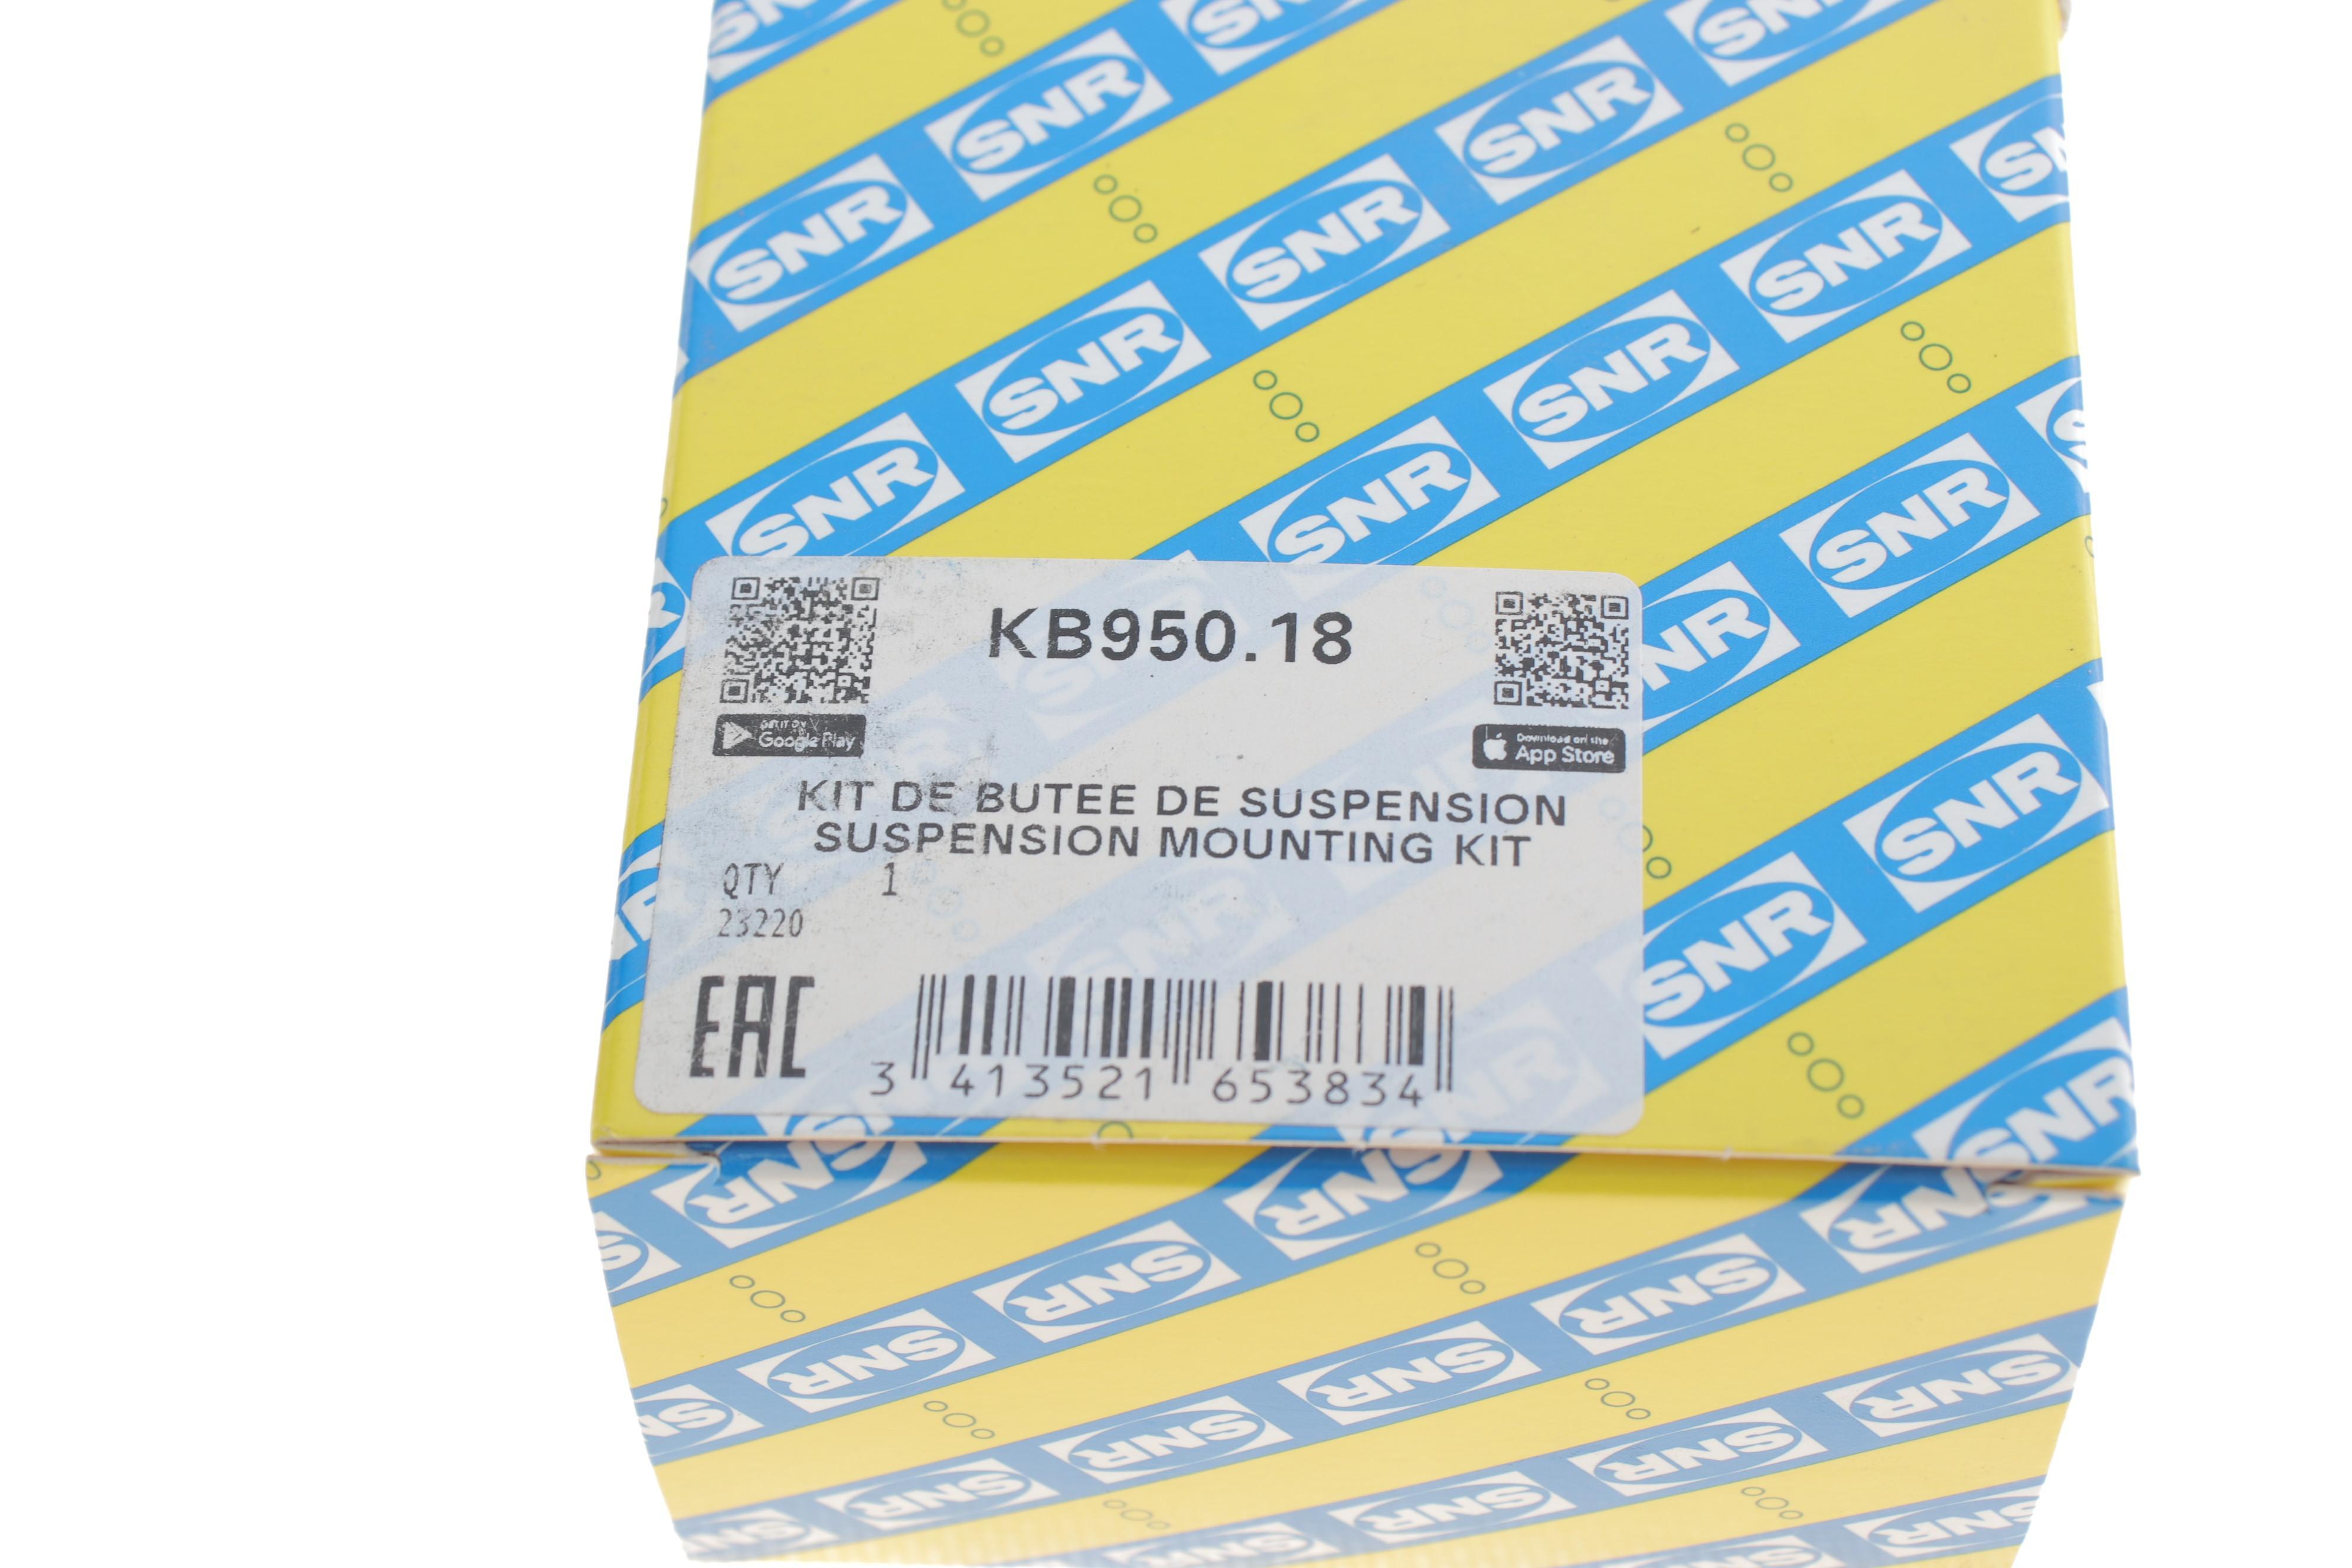 SNR
KB950.18
GET IT ON
Google Play
Download on the
App Store
KIT DE BUTEE DE SUSPENSION
SUSPENSION MOUNTING KIT
QTY 1
23220
EAC
3 413521 653834